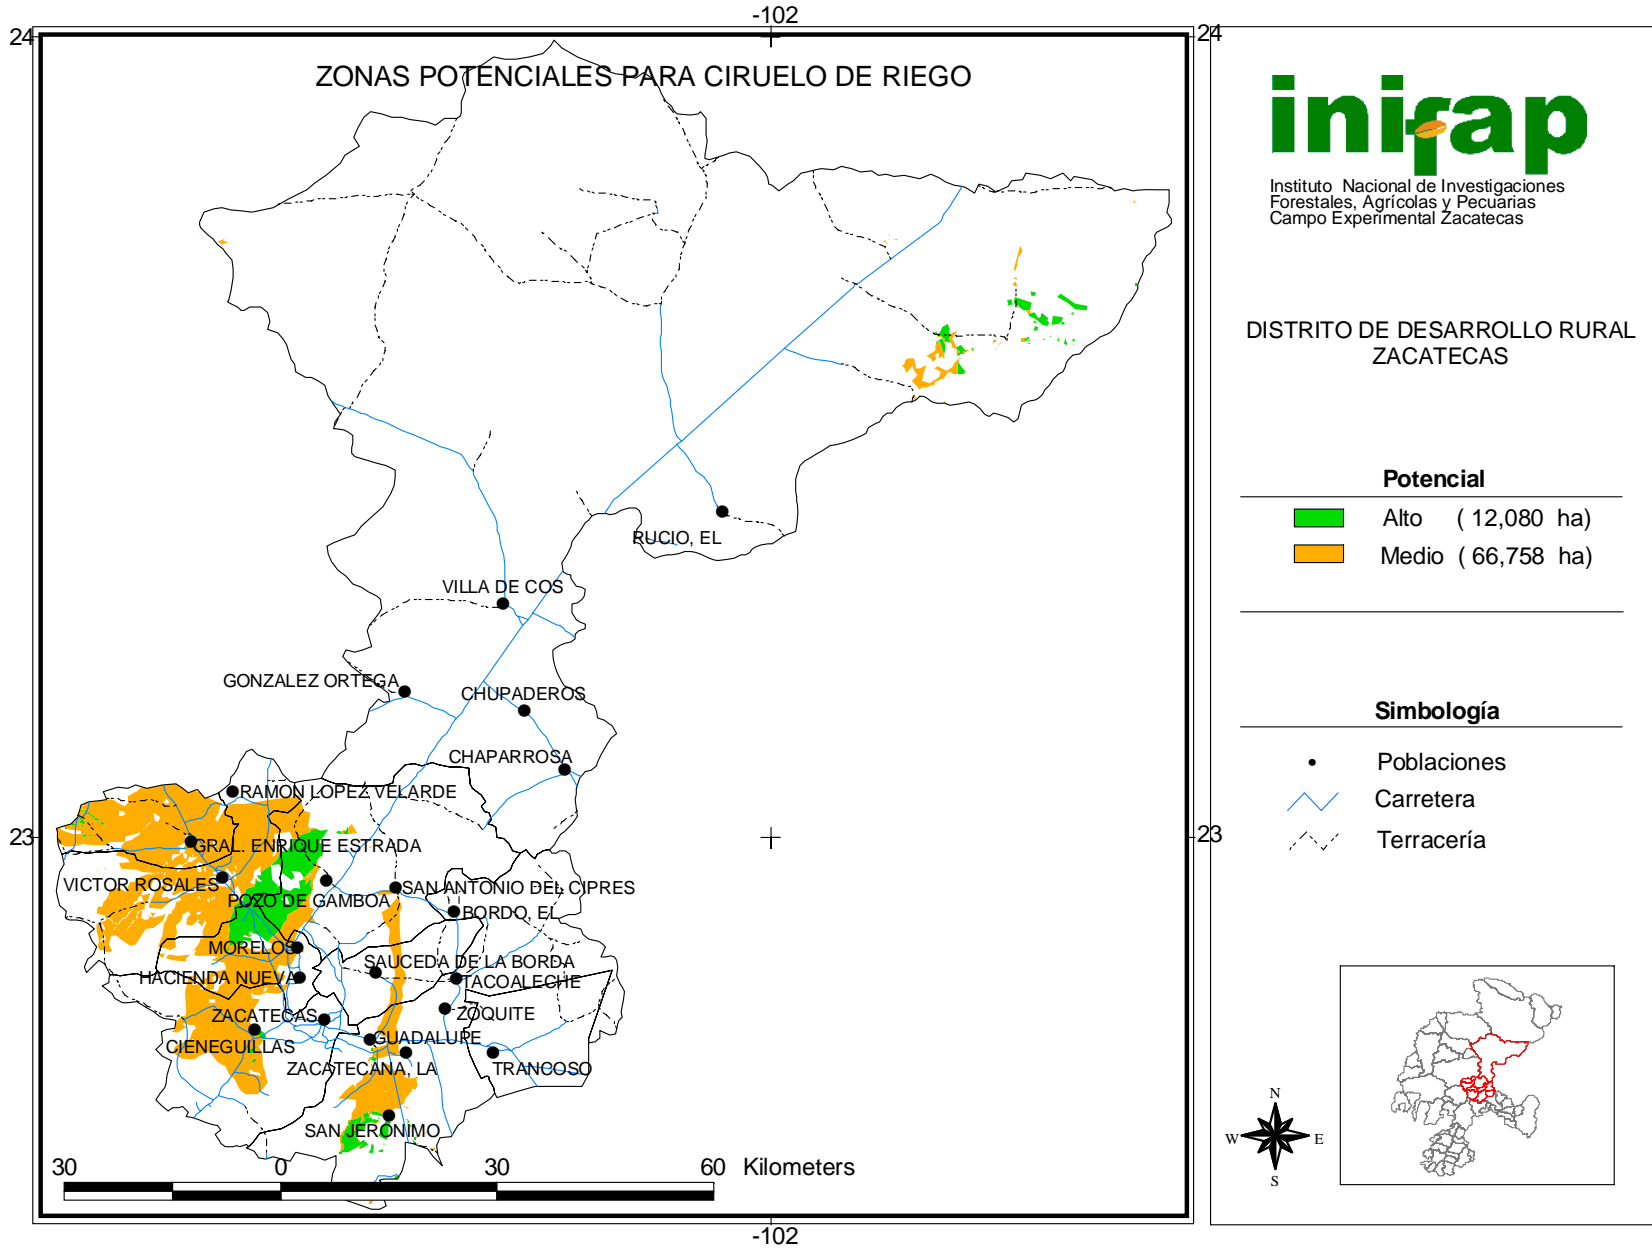 -102
24
24
ZONAS POTENCIALES PARA CIRUELO DE RIEGO
inifap
Instituto Nacional de Investigaciones
Forestales, Agrícolas y Pecuarias
Campo Experimental Zacatecas
DISTRITO DE DESARROLLO RURAL
ZACATECAS
Potencial
Alto ( 12,080 ha)
Medio ( 66,758 ha)
RUCIO, EL
VILLA DE COS
GONZALEZ ORTEGA
CHUPADEROS
CHAPARROSA
RAMON LOPEZ VELARDE
23
23
GRAL. ENRIQUE ESTRADA
VICTOR ROSALES
SAN ANTONIO DEL CIPRES
POZO DE GAMBOA
BORDO, EL
MORELOS
SAUCEDA DE LA BORDA
HACIENDA NUEVA
TACOALECHE
ZACATECAS
ZOQUITE
GUADALUPE
CIENEGUILLAS
ZACATECANA, LA
TRANCOSO
SAN JERONIMO
30 0 30 60 Kilometers
-102
Simbología
Poblaciones
Carretera
Terracería
N
W E
S